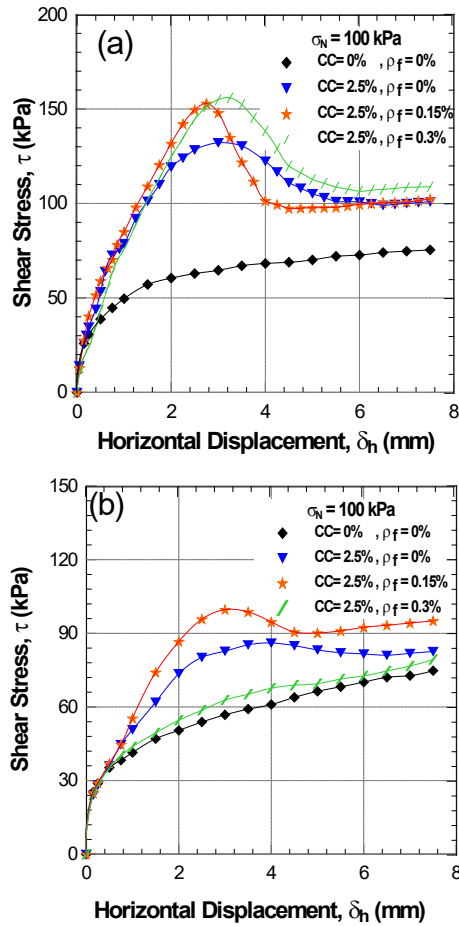 (a)
σN = 100 kPa
CC= 0% , ρf = 0%
CC= 2.5% , ρf = 0%
CC= 2.5% , ρf = 0.15%
CC= 2.5% , ρf = 0.3%
200
150
100
50
0
Shear Stress, τ (kPa)
0 2 4 6 8
Horizontal Displacement, δh (mm)
(b)
σN = 100 kPa
CC= 0% , ρf = 0%
CC= 2.5% , ρf = 0%
CC= 2.5% , ρf = 0.15%
CC= 2.5% , ρf = 0.3%
150
120
90
60
30
0
Shear Stress, τ (kPa)
0 2 4 6 8
Horizontal Displacement, δh (mm)